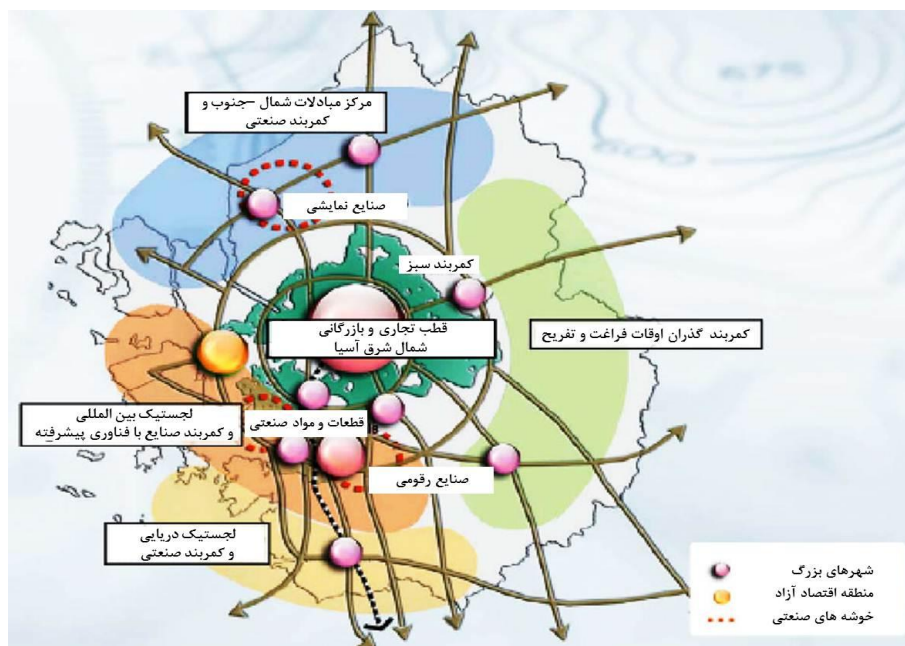 مرکز مبادلات شمال –جنوب و
کمربند صنعتی
صنایع نمایشی
کمربند سبز
قطب تجاری و بازرگانی
شمال شرق آسیا
کمربند گذران اوقات فراغت و تفریح
لجستیک بین المللی
و کمربند صنایع با فناوری پیشرفته
قطعات و مواد صنعتی
صنایع رقومی
لجستیک دریایی
و کمربند صنعتی
شهرهای بزرگ
منطقه اقتصاد آزاد
خوشه های صنعتی
600
575